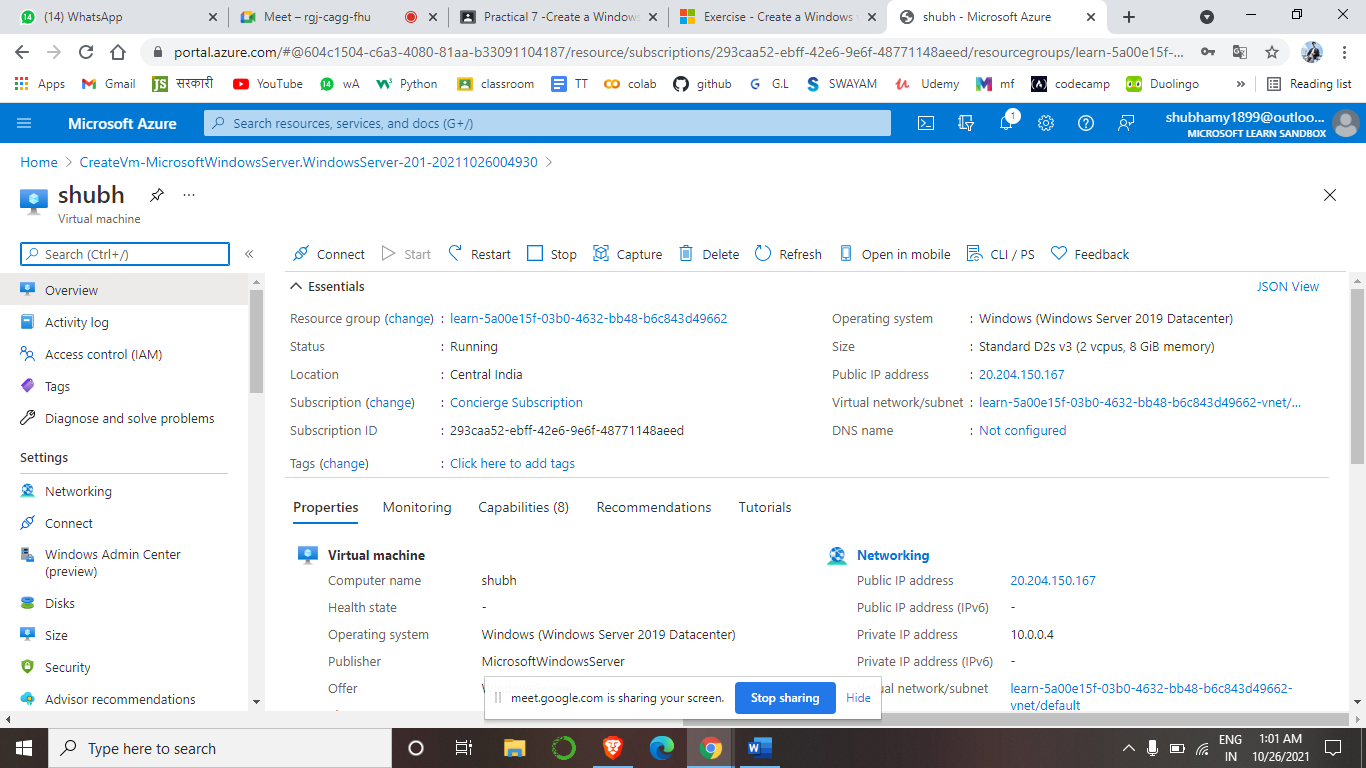 (14) WhatsApp
Meet – rgj-cagg-fhu
Practical 7 -Create a Window
Exercise - Create a Windows
shubh - Microsoft Azure
portal.azure.com/#@604c1504-c6a3-4080-81aa-b33091104187/resource/subscriptions/293caa52-ebff-42e6-9e6f-48771148aeed/resourcegroups/learn-5a00e15f-...
Apps Gmail सरकारी YouTube wA Python classroom TT colab github G.L SWAYAM Udemy mf codecamp Duolingo » Reading list
Microsoft Azure
Search resources, services, and docs (G+/)
1
shubhamy1899@outloo...
MICROSOFT LEARN SANDBOX
Home > CreateVm-MicrosoftWindowsServer.WindowsServer-201-20211026004930 >
shubh
Virtual machine
Search (Ctrl+/)
«
Connect Start Restart Stop Capture Delete Refresh Open in mobile CLI / PS Feedback
Overview
Activity log
Access control (IAM)
Tags
Diagnose and solve problems
Settings
Networking
Connect
Windows Admin Center
(preview)
Disks
Size
Security
Advisor recommendations
Essentials
JSON View
Resource group (change) : learn-5a00e15f-03b0-4632-bb48-b6c843d49662
Status : Running
Location : Central India
Subscription (change) : Concierge Subscription
Subscription ID : 293caa52-ebff-42e6-9e6f-48771148aeed
Tags (change) : Click here to add tags
Operating system : Windows (Windows Server 2019 Datacenter)
Size : Standard D2s v3 (2 vcpus, 8 GiB memory)
Public IP address : 20.204.150.167
Virtual network/subnet : learn-5a00e15f-03b0-4632-bb48-b6c843d49662-vnet/...
DNS name : Not configured
Properties Monitoring Capabilities (8) Recommendations Tutorials
Virtual machine
Computer name shubh
Health state -
Operating system Windows (Windows Server 2019 Datacenter)
Publisher MicrosoftWindowsServer
Offer
Networking
Public IP address 20.204.150.167
Public IP address (IPv6) -
Private IP address 10.0.0.4
Private IP address (IPv6) -
ual network/subnet learn-5a00e15f-03b0-4632-bb48-b6c843d49662-
vnet/default
meet.google.com is sharing your screen. Stop sharing Hide
Type here to search
ENG
IN
1:01 AM
10/26/2021